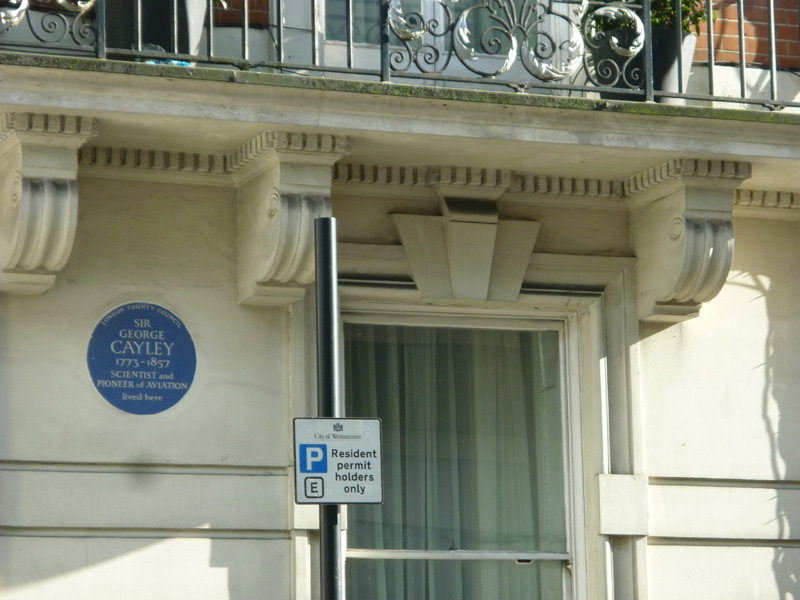 LONDON COUNTY COUNCIL
SIR
GEORGE
CAYLEY
1773-1857
SCIENTIST and
PIONEER of AVIATION
lived here
City of Westminster
P
Resident
permit
holders
only
E